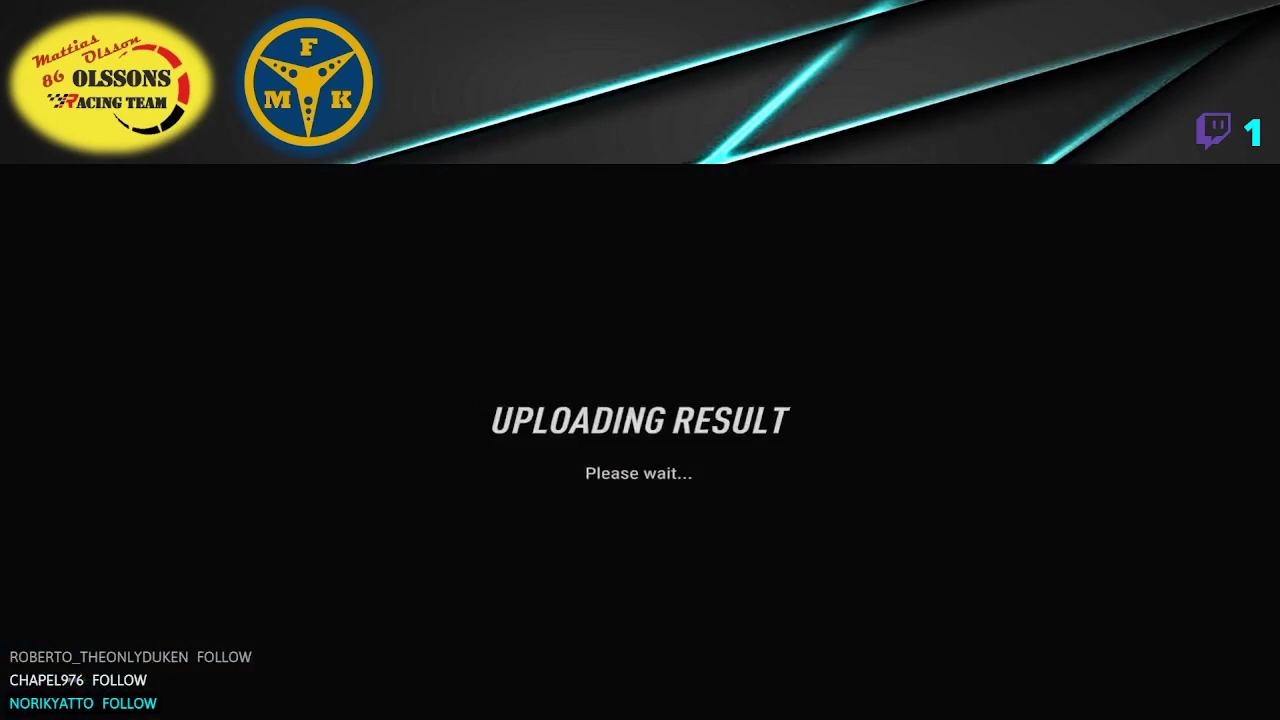 Mattias
Olsson
86 OLSSONS
RACING TEAM
F
M K
1
UPLOADING RESULT
Please wait...
ROBERTO_THEONLYDUKEN FOLLOW
CHAPEL976 FOLLOW
NORIKYATTO FOLLOW